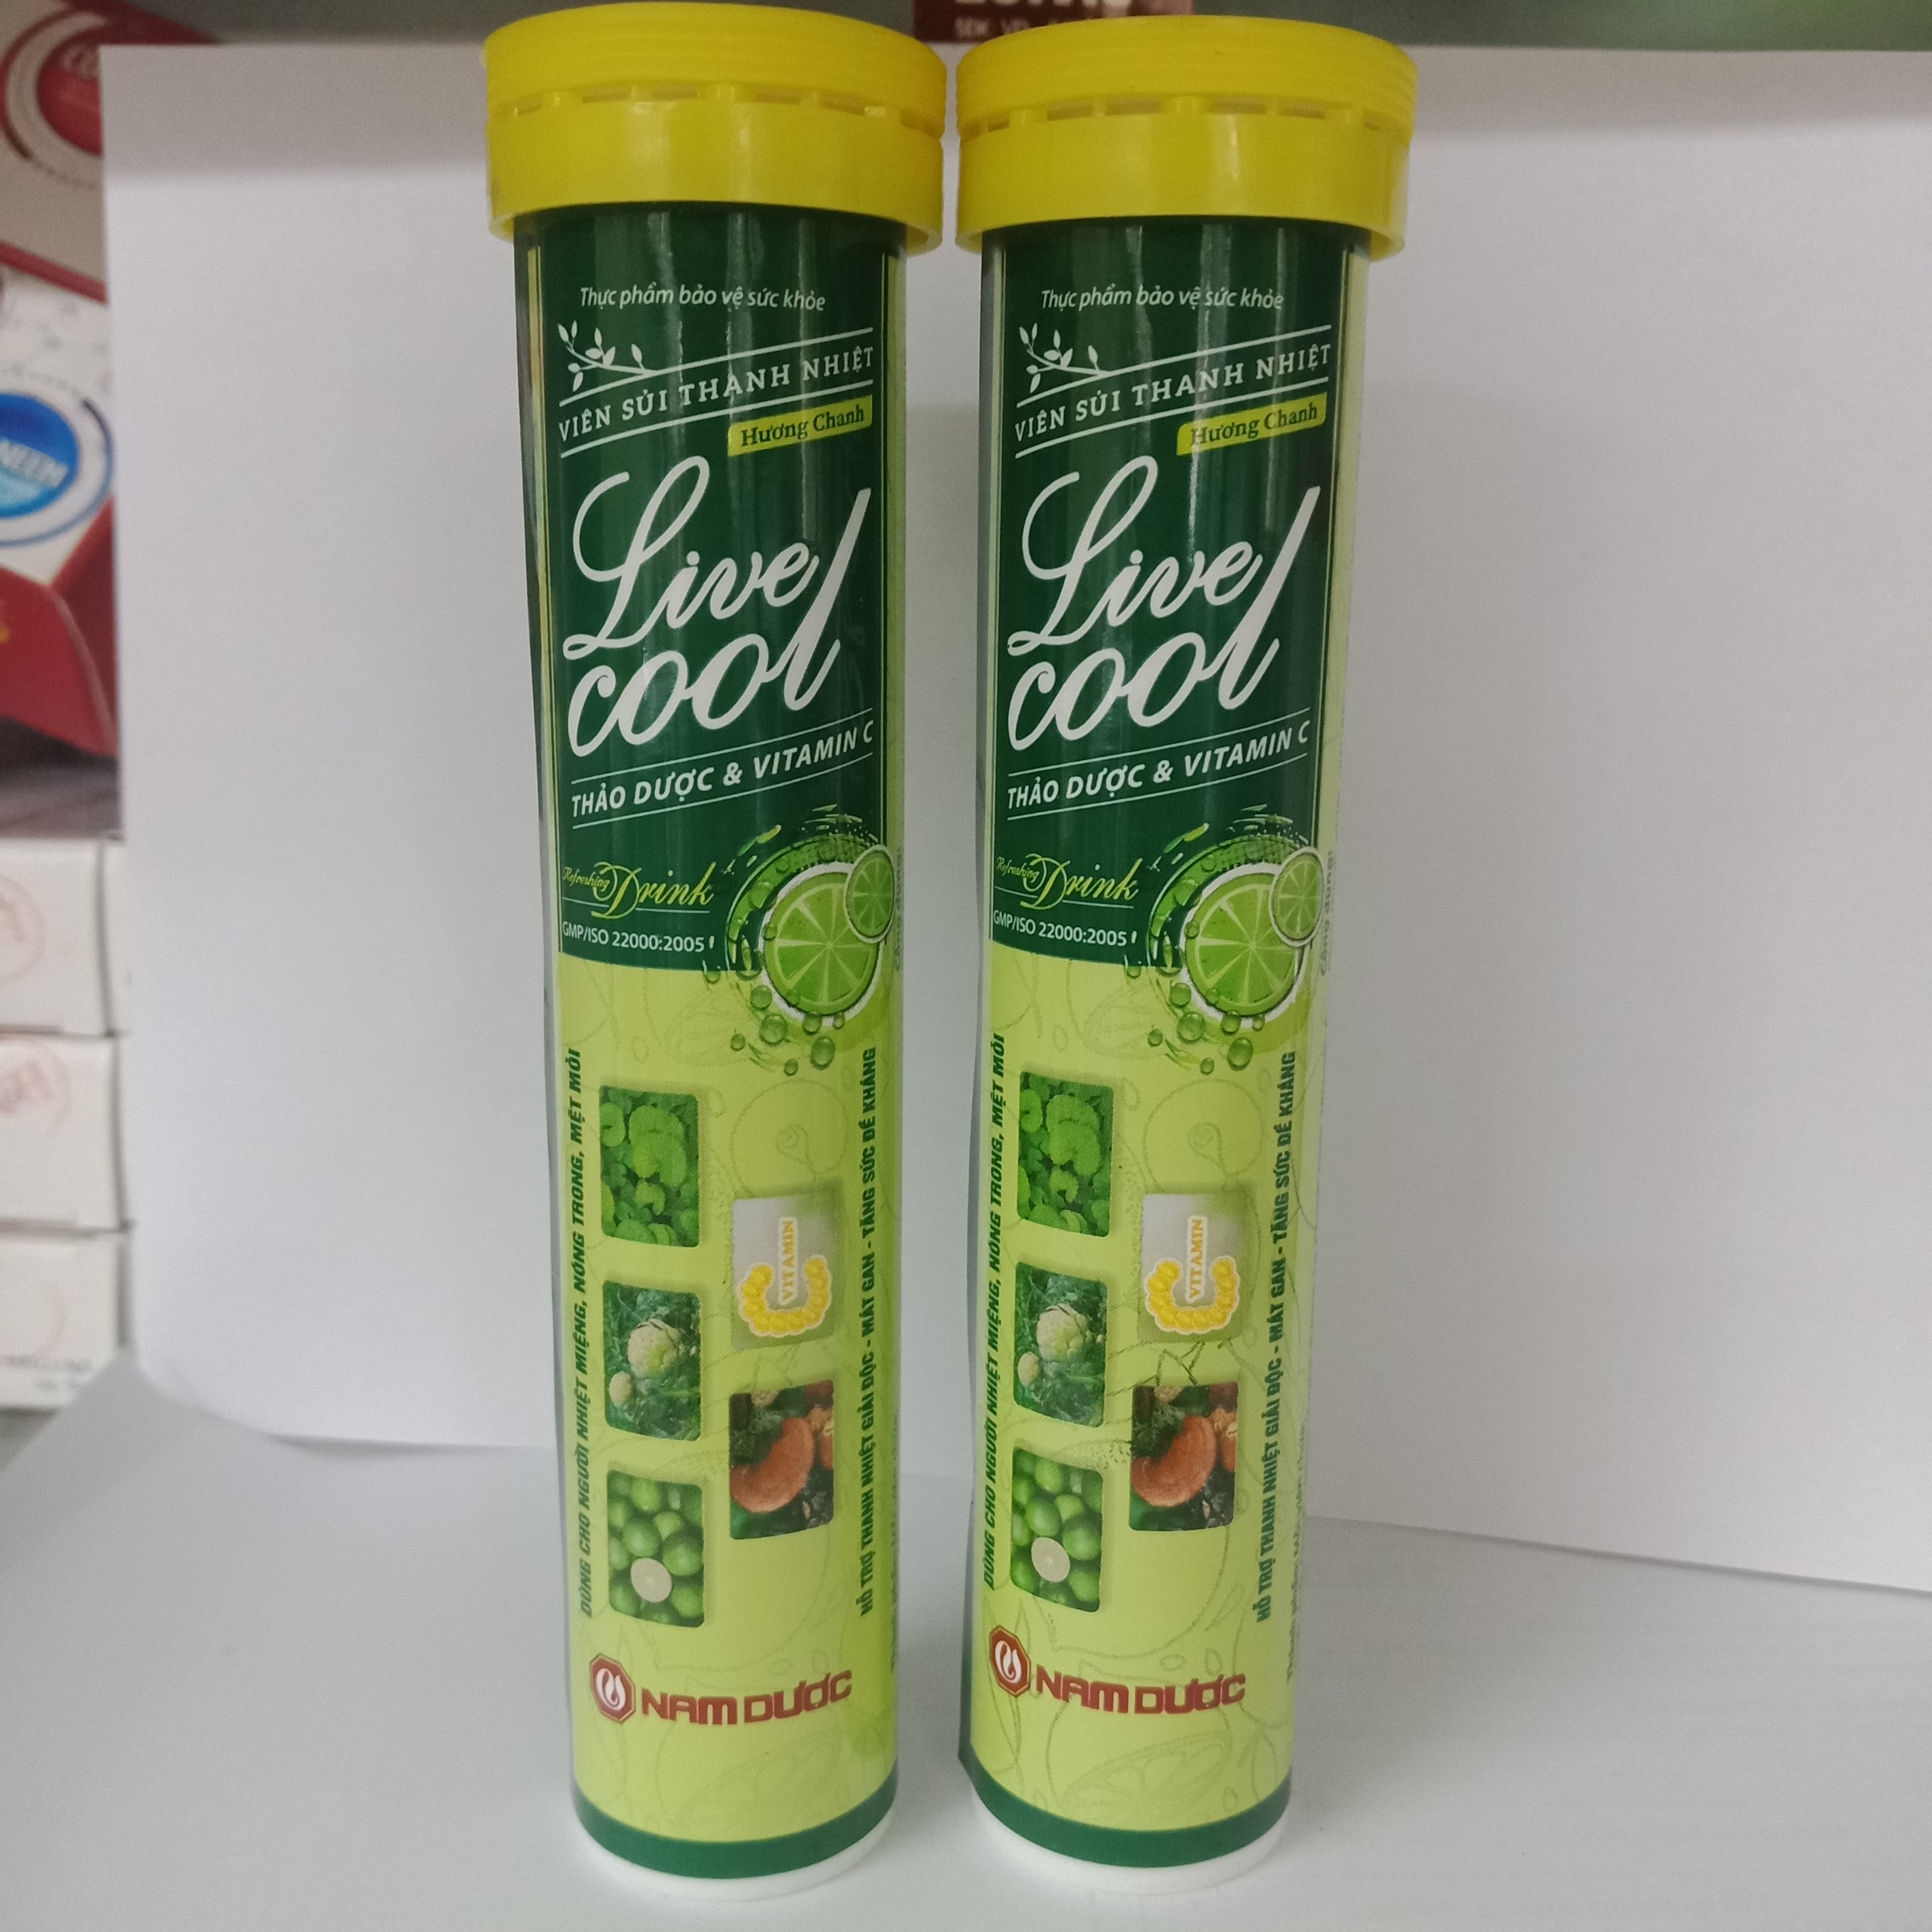 Thực phẩm bảo vệ sức khỏe
VIÊN SỦI THANH NHIỆT
Hương Chanh
Live
cool
THẢO DƯỢC & VITAMIN C
Refreshing Drink
GMP/ISO 22000:2005
DÙNG CHO NGƯỜI NHIỆT MIỆNG, NÓNG TRONG, MỆT MỎI
VITAMIN
C
HỖ TRỢ THANH NHIỆT GIẢI ĐỘC - MÁT GAN - TĂNG SỨC ĐỀ KHÁNG
NAM DƯỢC
Thực phẩm bảo vệ sức khỏe
VIÊN SỦI THANH NHIỆT
Hương Chanh
Live
cool
THẢO DƯỢC & VITAMIN C
Refreshing Drink
GMP/ISO 22000:2005
Công dụng:
DÙNG CHO NGƯỜI NHIỆT MIỆNG, NÓNG TRONG, MỆT MỎI
VITAMIN
C
HỖ TRỢ THANH NHIỆT GIẢI ĐỘC - MÁT GAN - TĂNG SỨC ĐỀ KHÁNG
NAM DƯỢC
NEEM